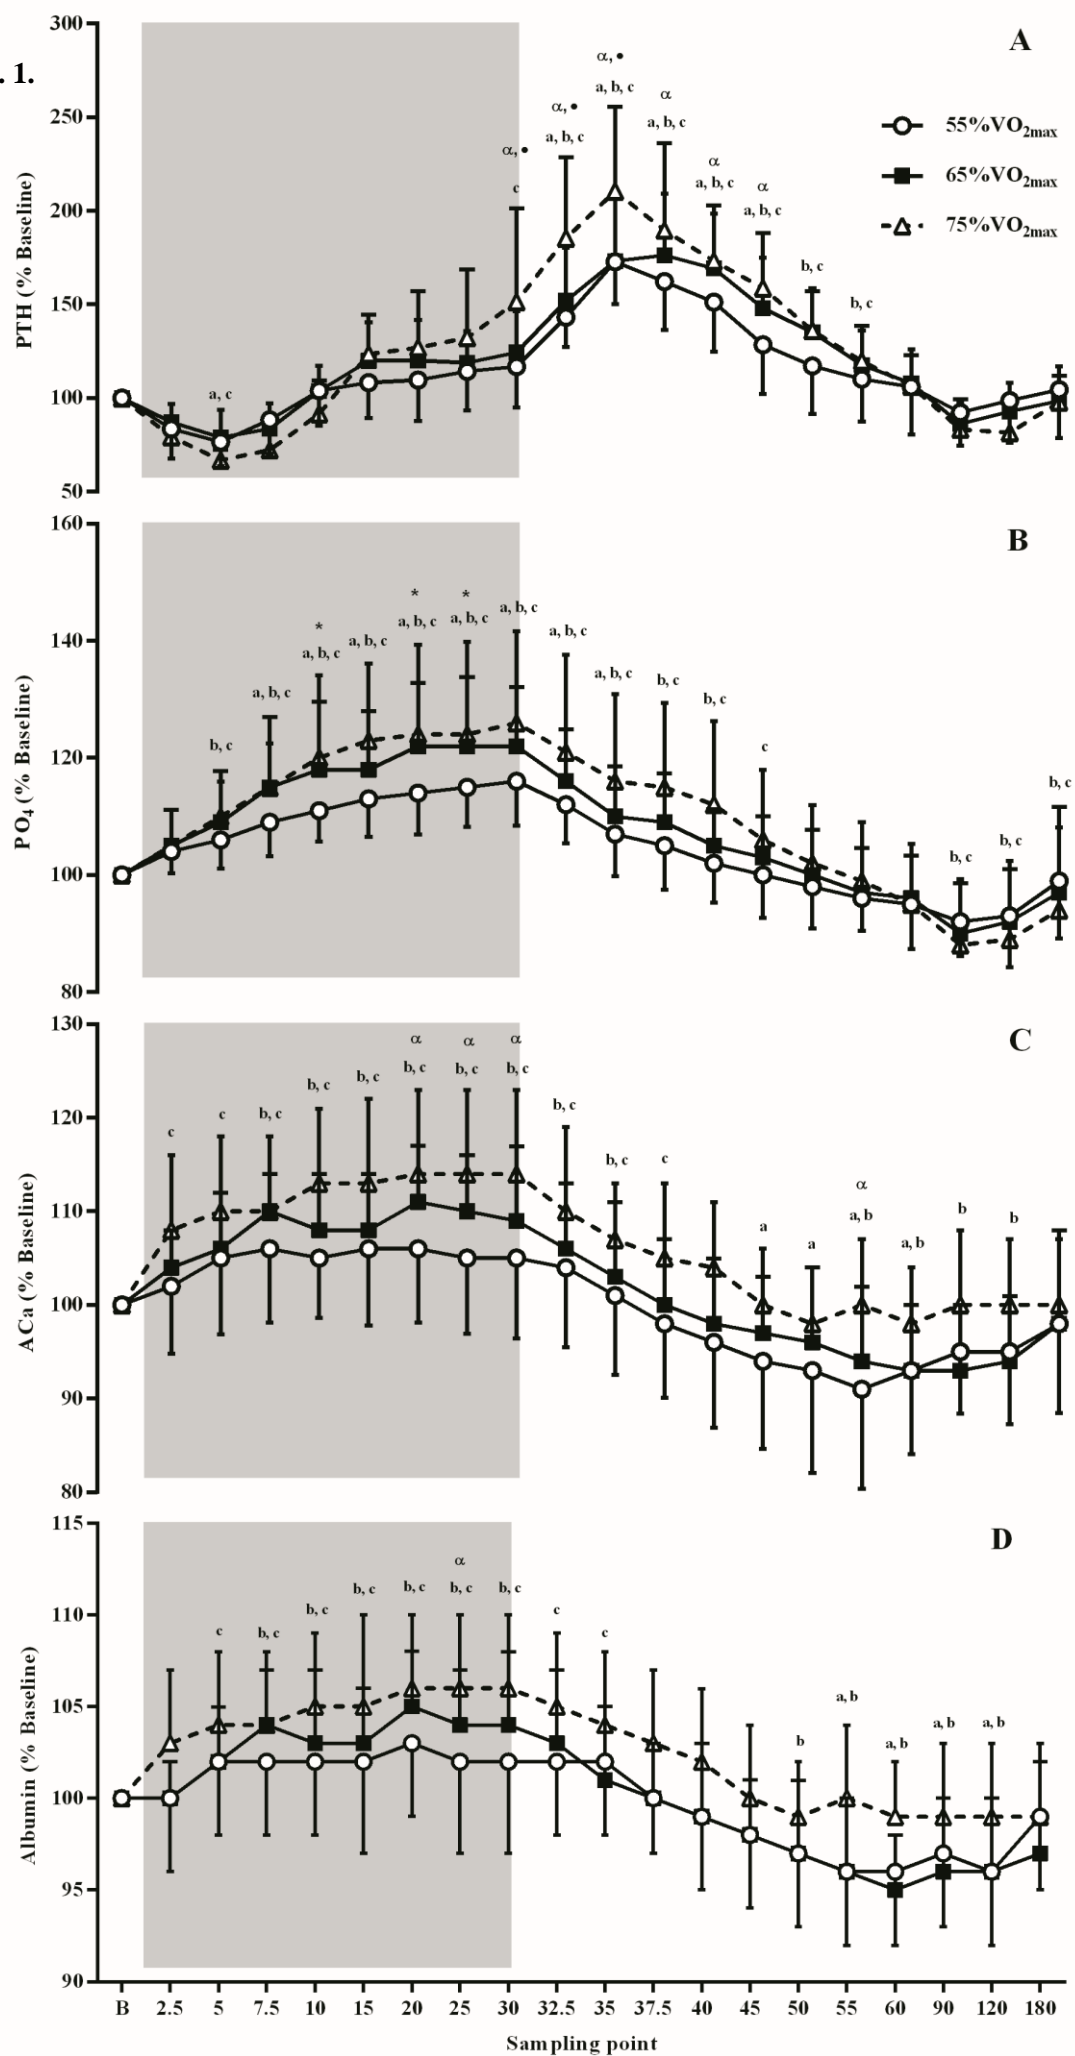 . 1.
A
300
250
200
150
100
50
PTH (% Baseline)
55%VO2max
65%VO2max
75%VO2max
a, c
α, •
c
α, •
a, b, c
α, •
a, b, c
α
a, b, c
α
a, b, c
α
a, b, c
b, c
b, c
B
160
140
120
100
80
PO4 (% Baseline)
b, c
a, b, c
*
a, b, c
a, b, c
*
a, b, c
*
a, b, c
a, b, c
a, b, c
a, b, c
b, c
b, c
c
b, c
b, c
b, c
C
130
120
110
100
90
80
ACa (% Baseline)
c
c
b, c
b, c
b, c
α
b, c
α
b, c
α
b, c
b, c
b, c
c
a
a
α
a, b
a, b
b
b
D
115
110
105
100
95
90
Albumin (% Baseline)
c
b, c
b, c
b, c
b, c
α
b, c
b, c
c
c
b
a, b
a, b
a, b
a, b
B 2.5 5 7.5 10 15 20 25 30 32.5 35 37.5 40 45 50 55 60 90 120 180
Sampling point